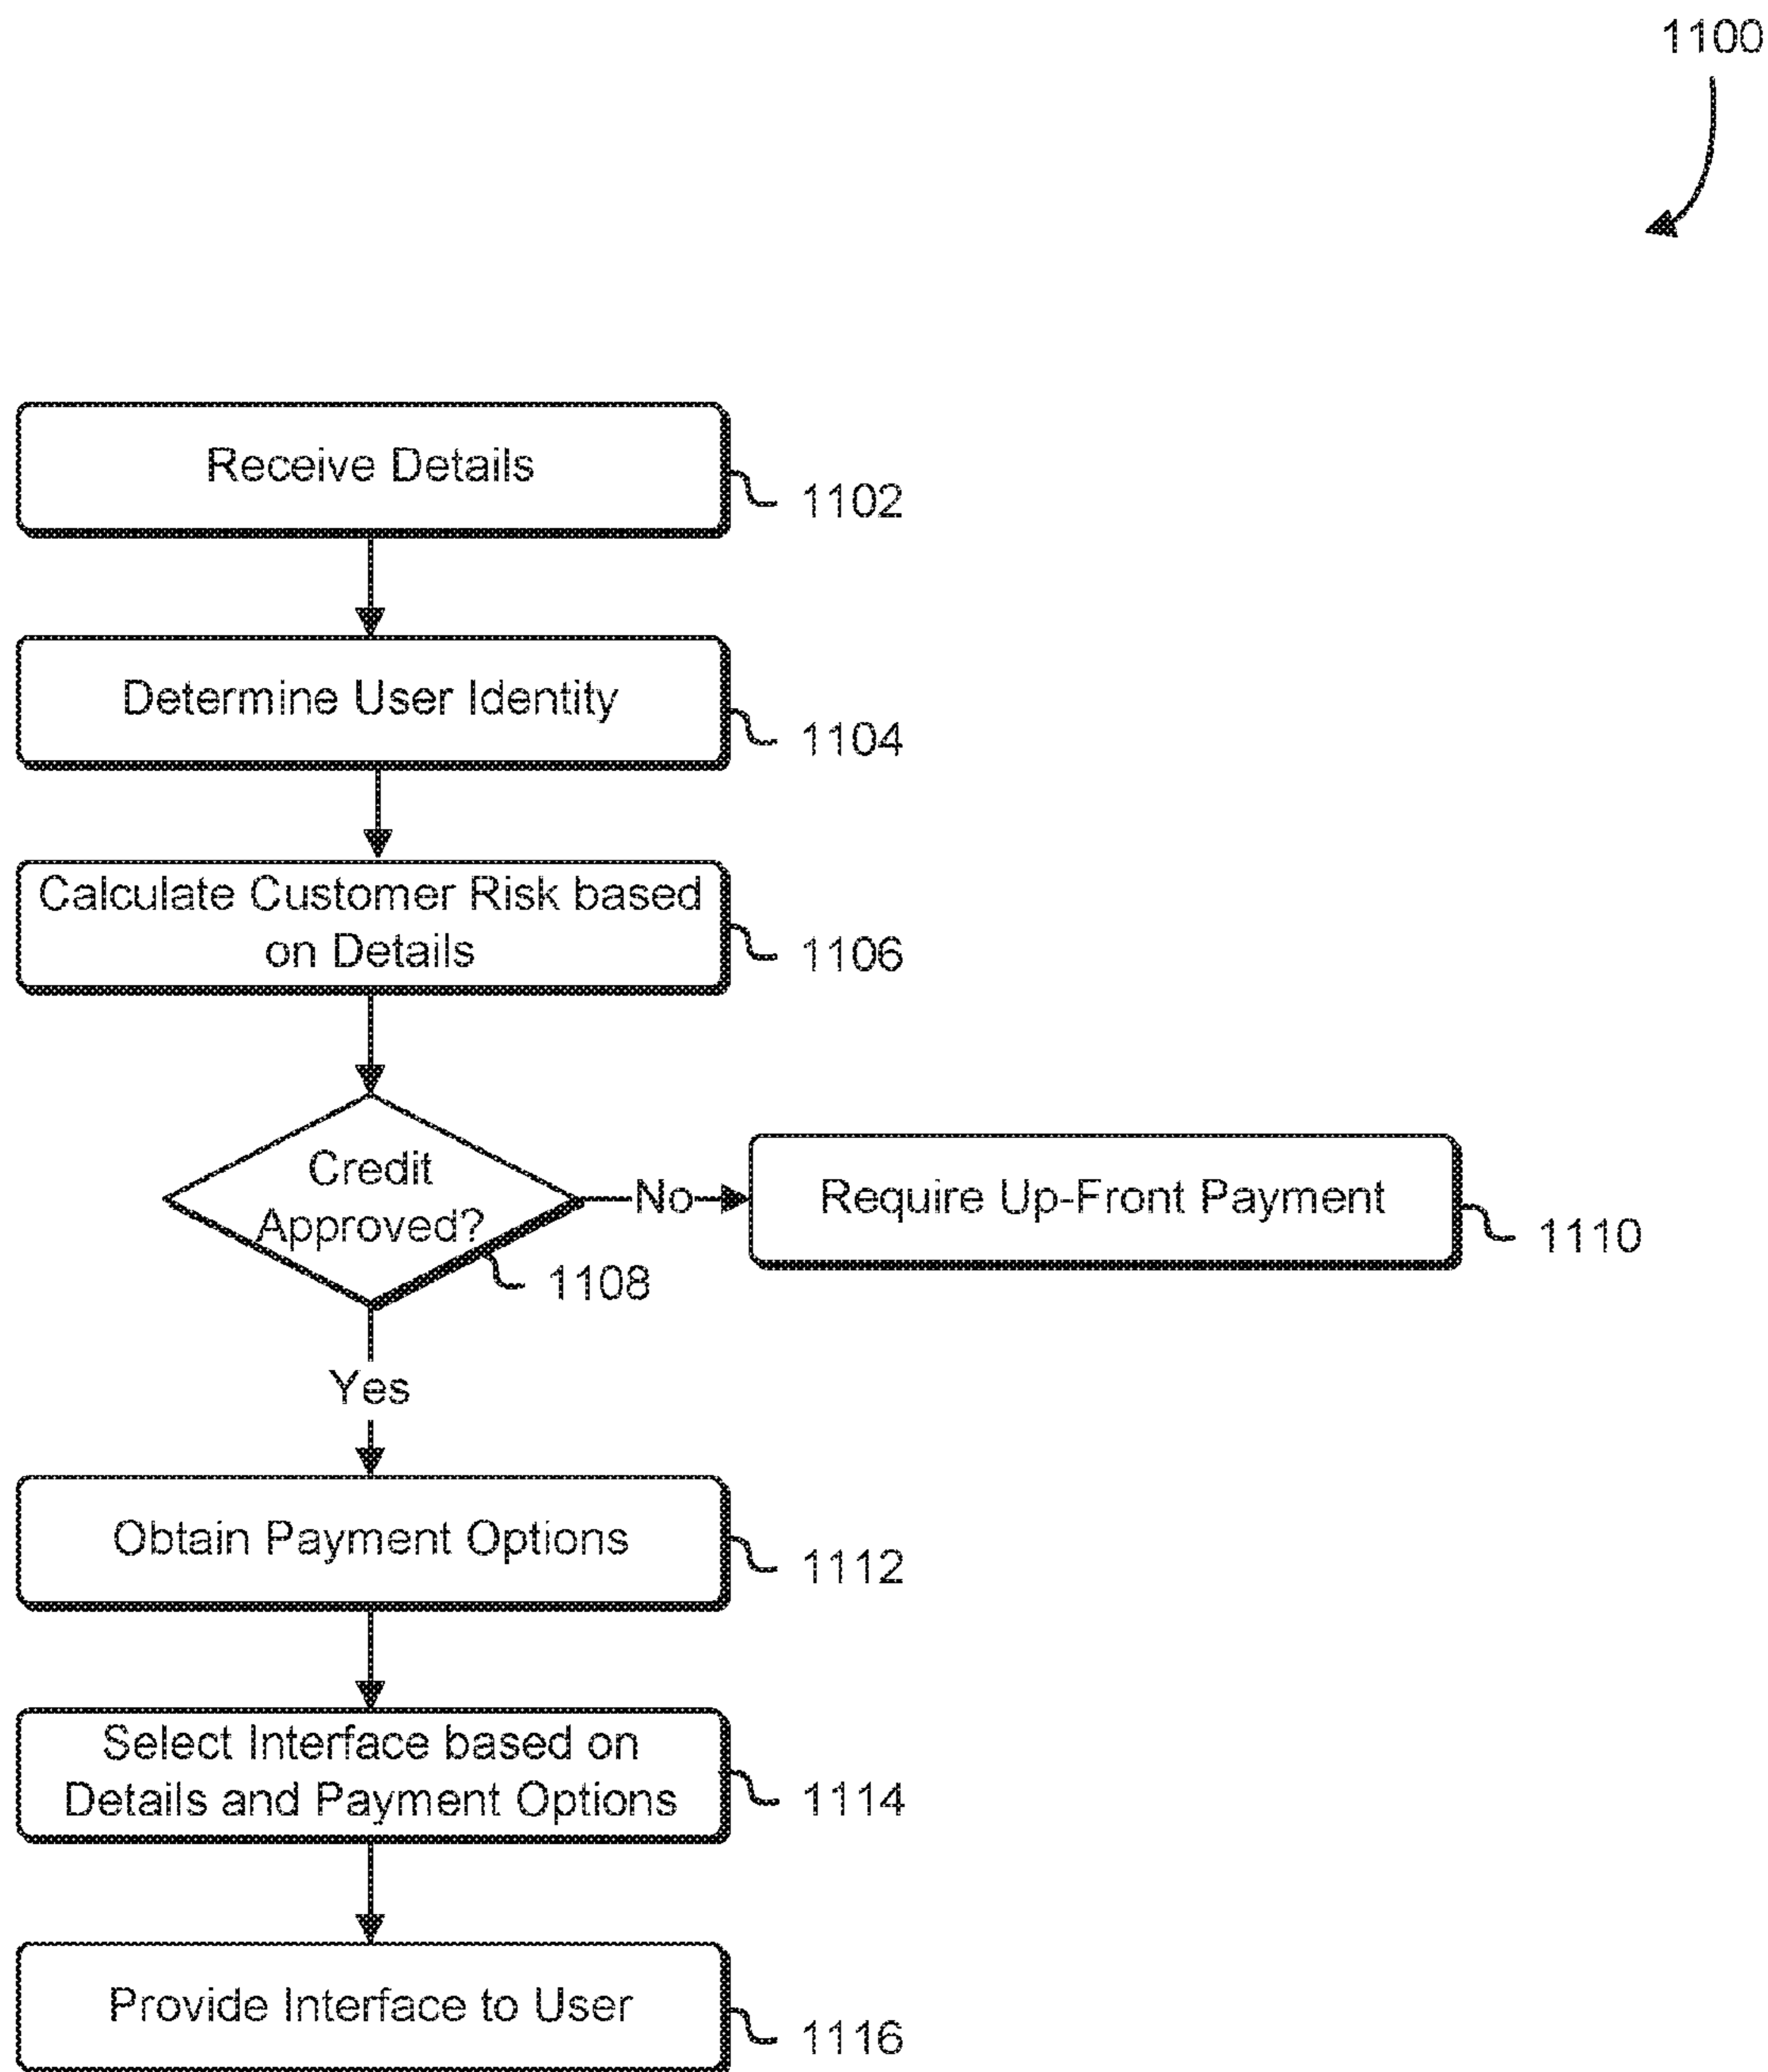 1100
Receive Details
1102
Determine User Identity
1104
Calculate Customer Risk based
on Details
1106
Credit
Approved?
No
Require Up-Front Payment
1110
1108
Yes
Obtain Payment Options
1112
Select Interface based on
Details and Payment Options
1114
Provide Interface to User
1116